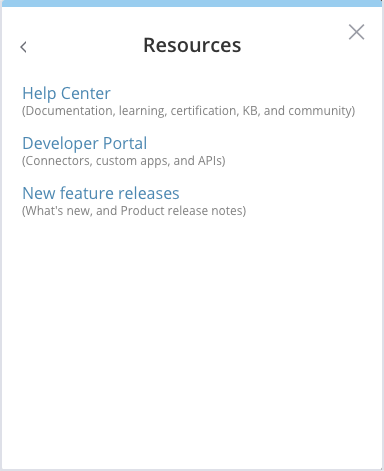 Resources
Help Center
(Documentation, learning, certification, KB, and community)
Developer Portal
(Connectors, custom apps, and APIs)
New feature releases
(What's new, and Product release notes)